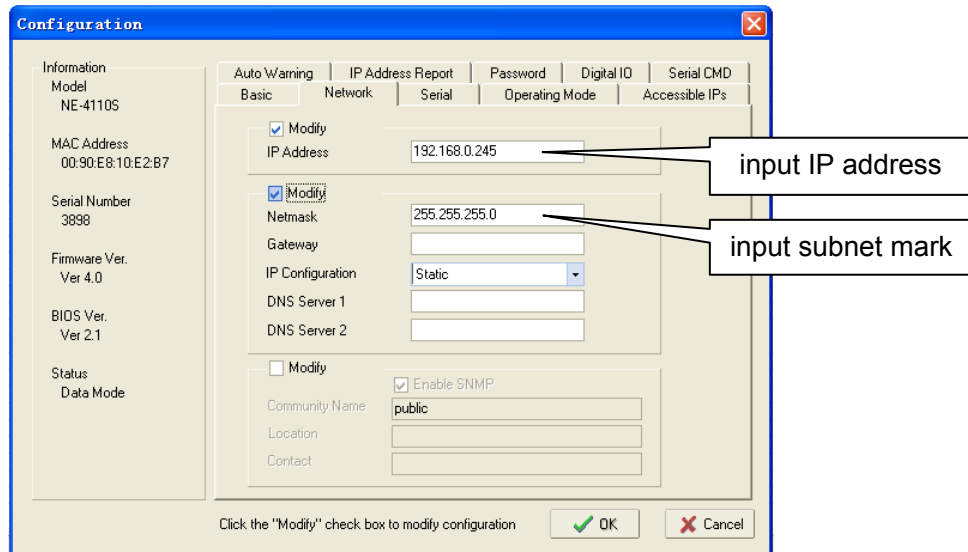 Configuration
Information
Model
NE-4110S
MAC Address
00:90:E8:10:E2:B7
Serial Number
3898
Firmware Ver.
Ver 4.0
BIOS Ver.
Ver 2.1
Status
Data Mode
Auto Warning IP Address Report Password Digital IO Serial CMD
Basic Network Serial Operating Mode Accessible IPs
Modify
IP Address 192.168.0.245
input IP address
Modify
Netmask 255.255.255.0
input subnet mark
Gateway
IP Configuration Static
DNS Server 1
DNS Server 2
Modify
Enable SNMP
Community Name public
Location
Contact
Click the "Modify" check box to modify configuration OK Cancel